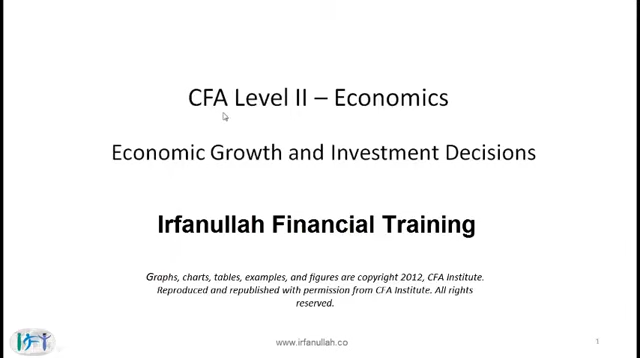 CFA Level II – Economics
Economic Growth and Investment Decisions
Irfanullah Financial Training
Graphs, charts, tables, examples, and figures are copyright 2012, CFA Institute.
Reproduced and republished with permission from CFA Institute. All rights
reserved.
www.irfanullah.co
1